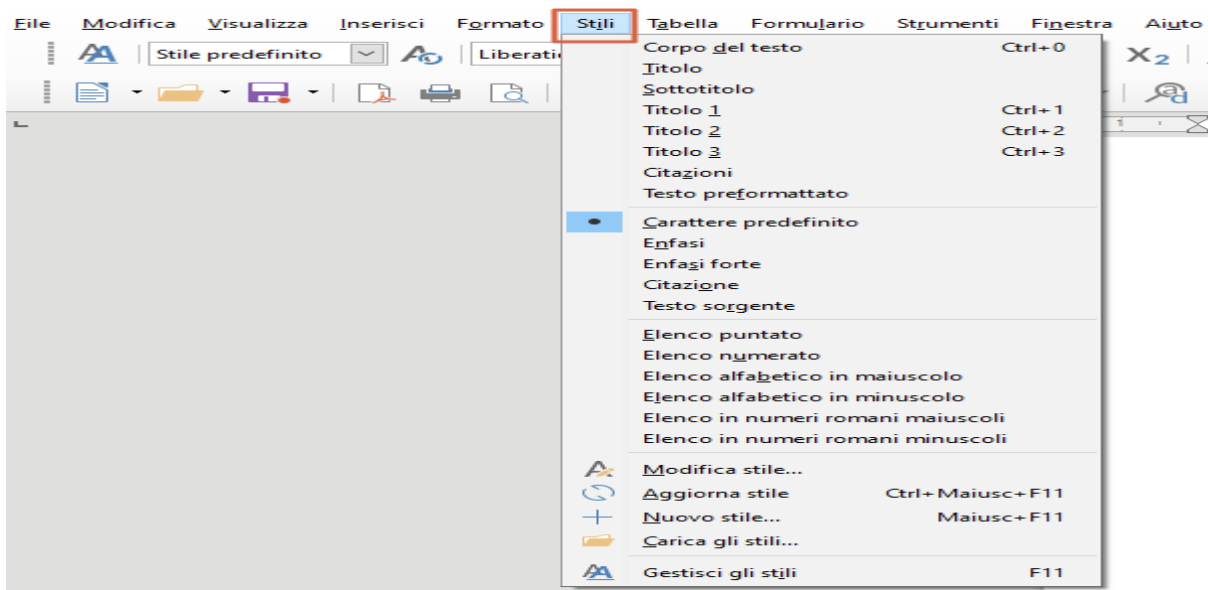 File Modifica Visualizza Inserisci Formato Stili Tabella Formulario Strumenti Finestra Aiuto
Stile predefinito Liberati X2
Corpo del testo Ctrl+0
Titolo
Sottotitolo
Titolo 1 Ctrl+1
Titolo 2 Ctrl+2
Titolo 3 Ctrl+3
Citazioni
Testo preformattato
Carattere predefinito
Enfasi
Enfasi forte
Citazione
Testo sorgente
Elenco puntato
Elenco numerato
Elenco alfabetico in maiuscolo
Elenco alfabetico in minuscolo
Elenco in numeri romani maiuscoli
Elenco in numeri romani minuscoli
Modifica stile...
Aggiorna stile Ctrl+Maiusc+F11
Nuovo stile... Maiusc+F11
Carica gli stili...
Gestisci gli stili F11
1